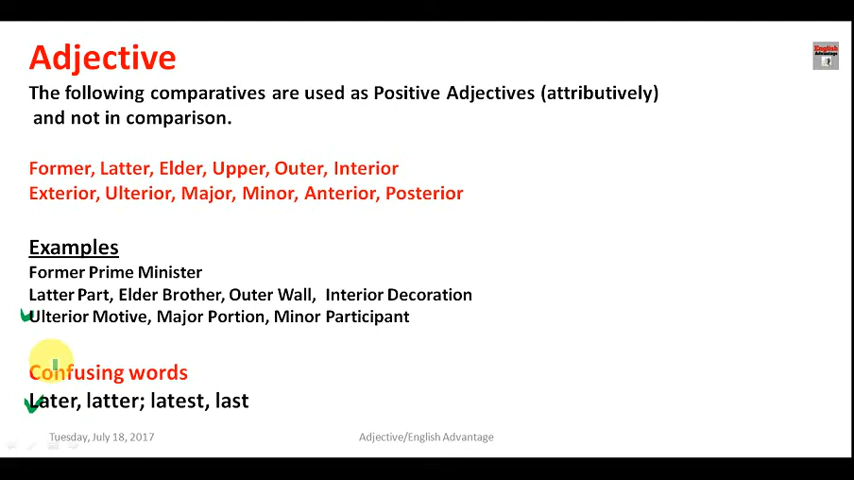 Adjective
English
Advantage
The following comparatives are used as Positive Adjectives (attributively)
and not in comparison.
Former, Latter, Elder, Upper, Outer, Interior
Exterior, Ulterior, Major, Minor, Anterior, Posterior
Examples
Former Prime Minister
Latter Part, Elder Brother, Outer Wall, Interior Decoration
Ulterior Motive, Major Portion, Minor Participant
Confusing words
Later, latter; latest, last
Tuesday, July 18, 2017
Adjective/English Advantage